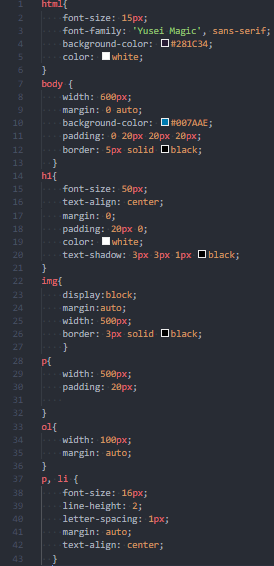 1 html{
2 font-size: 15px;
3 font-family: 'Yusei Magic', sans-serif;
4 background-color: #281C34;
5 color: white;
6 }
7 body {
8 width: 600px;
9 margin: 0 auto;
10 background-color: #007AAE;
11 padding: 0 20px 20px 20px;
12 border: 5px solid black;
13 }
14 h1{
15 font-size: 50px;
16 text-align: center;
17 margin: 0;
18 padding: 20px 0;
19 color: white;
20 text-shadow: 3px 3px 1px black;
21 }
22 img{
23 display:block;
24 margin:auto;
25 width: 500px;
26 border: 3px solid black;
27 }
28 p{
29 width: 500px;
30 padding: 20px;
31
32 }
33 ol{
34 width: 100px;
35 margin: auto;
36 }
37 p, li {
38 font-size: 16px;
39 line-height: 2;
40 letter-spacing: 1px;
41 margin: auto;
42 text-align: center;
43 }